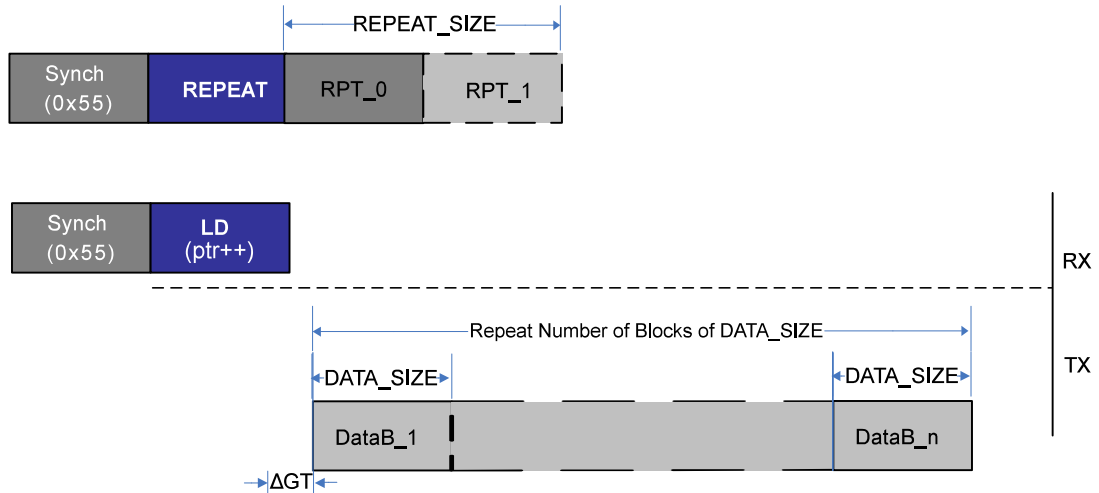 REPEAT_SIZE
Synch
(0x55)
REPEAT
RPT_0
RPT_1
Synch
(0x55)
LD
(ptr++)
RX
Repeat Number of Blocks of DATA_SIZE
TX
DATA_SIZE
DATA_SIZE
DataB_1
DataB_n
ΔGT